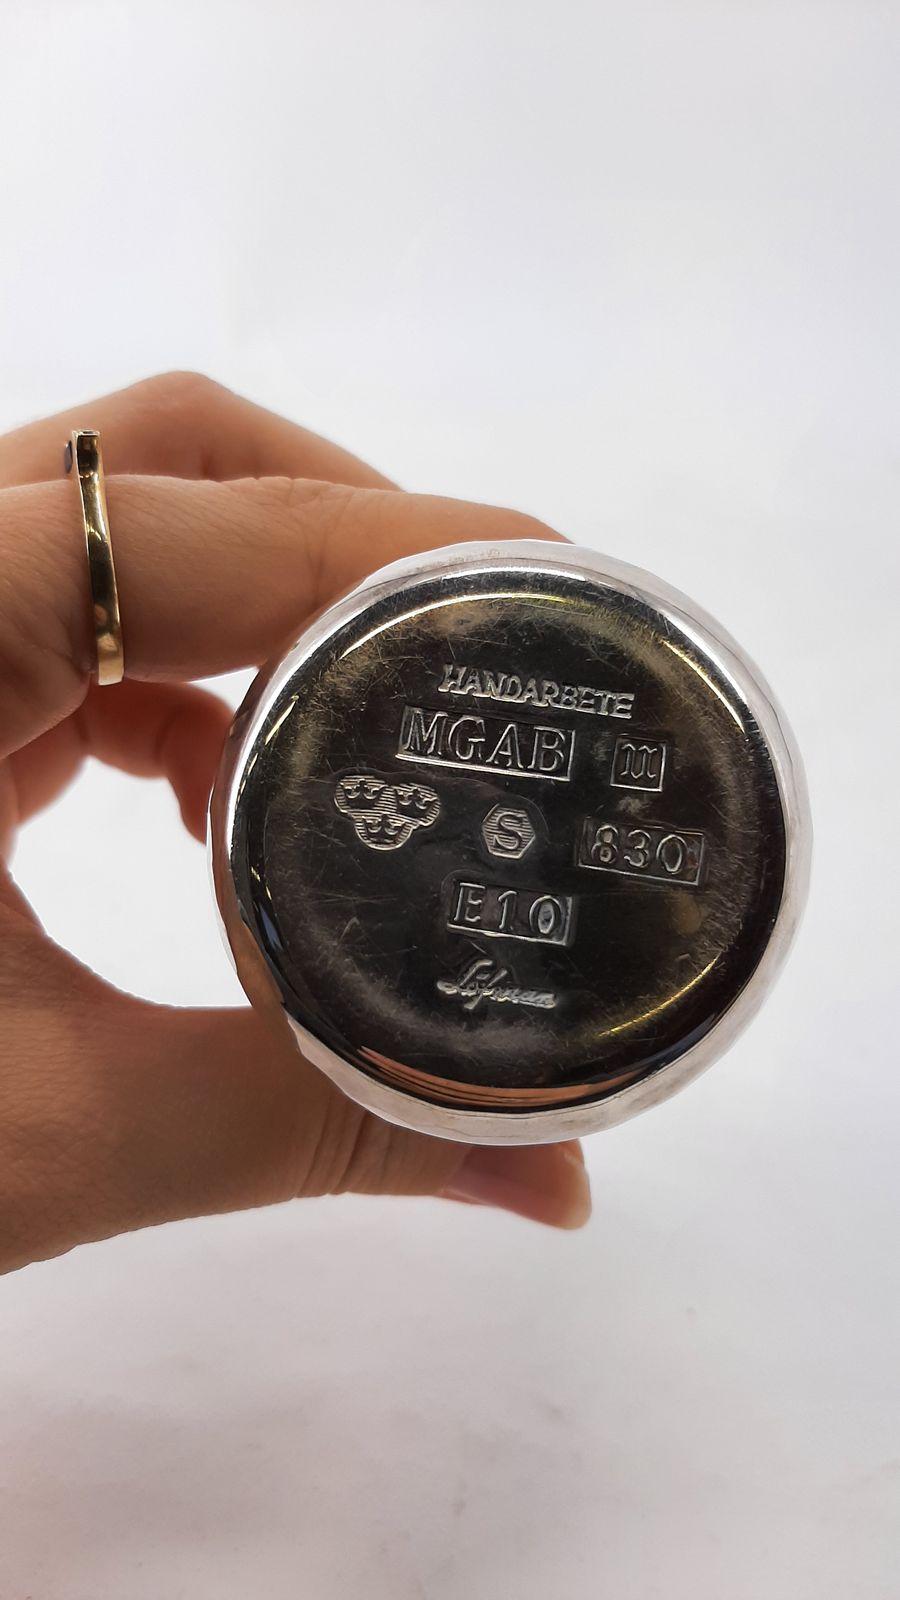 HANDARBETE
MGAB
S 830
E10